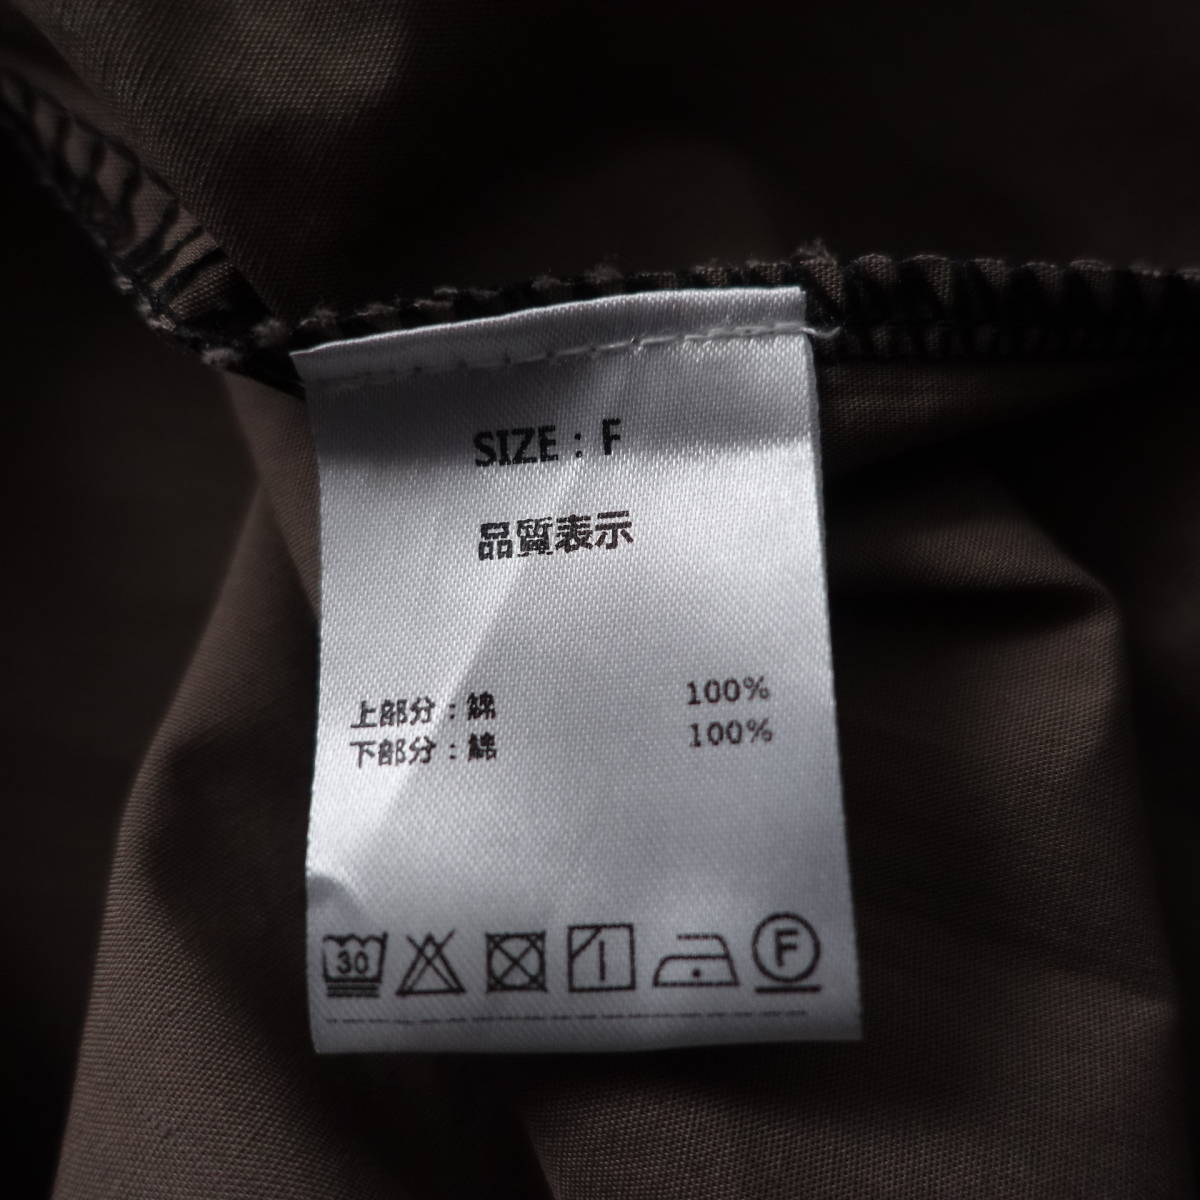 SIZE : F
品質表示
上部分 : 綿 100%
下部分 : 綿 100%
30 F